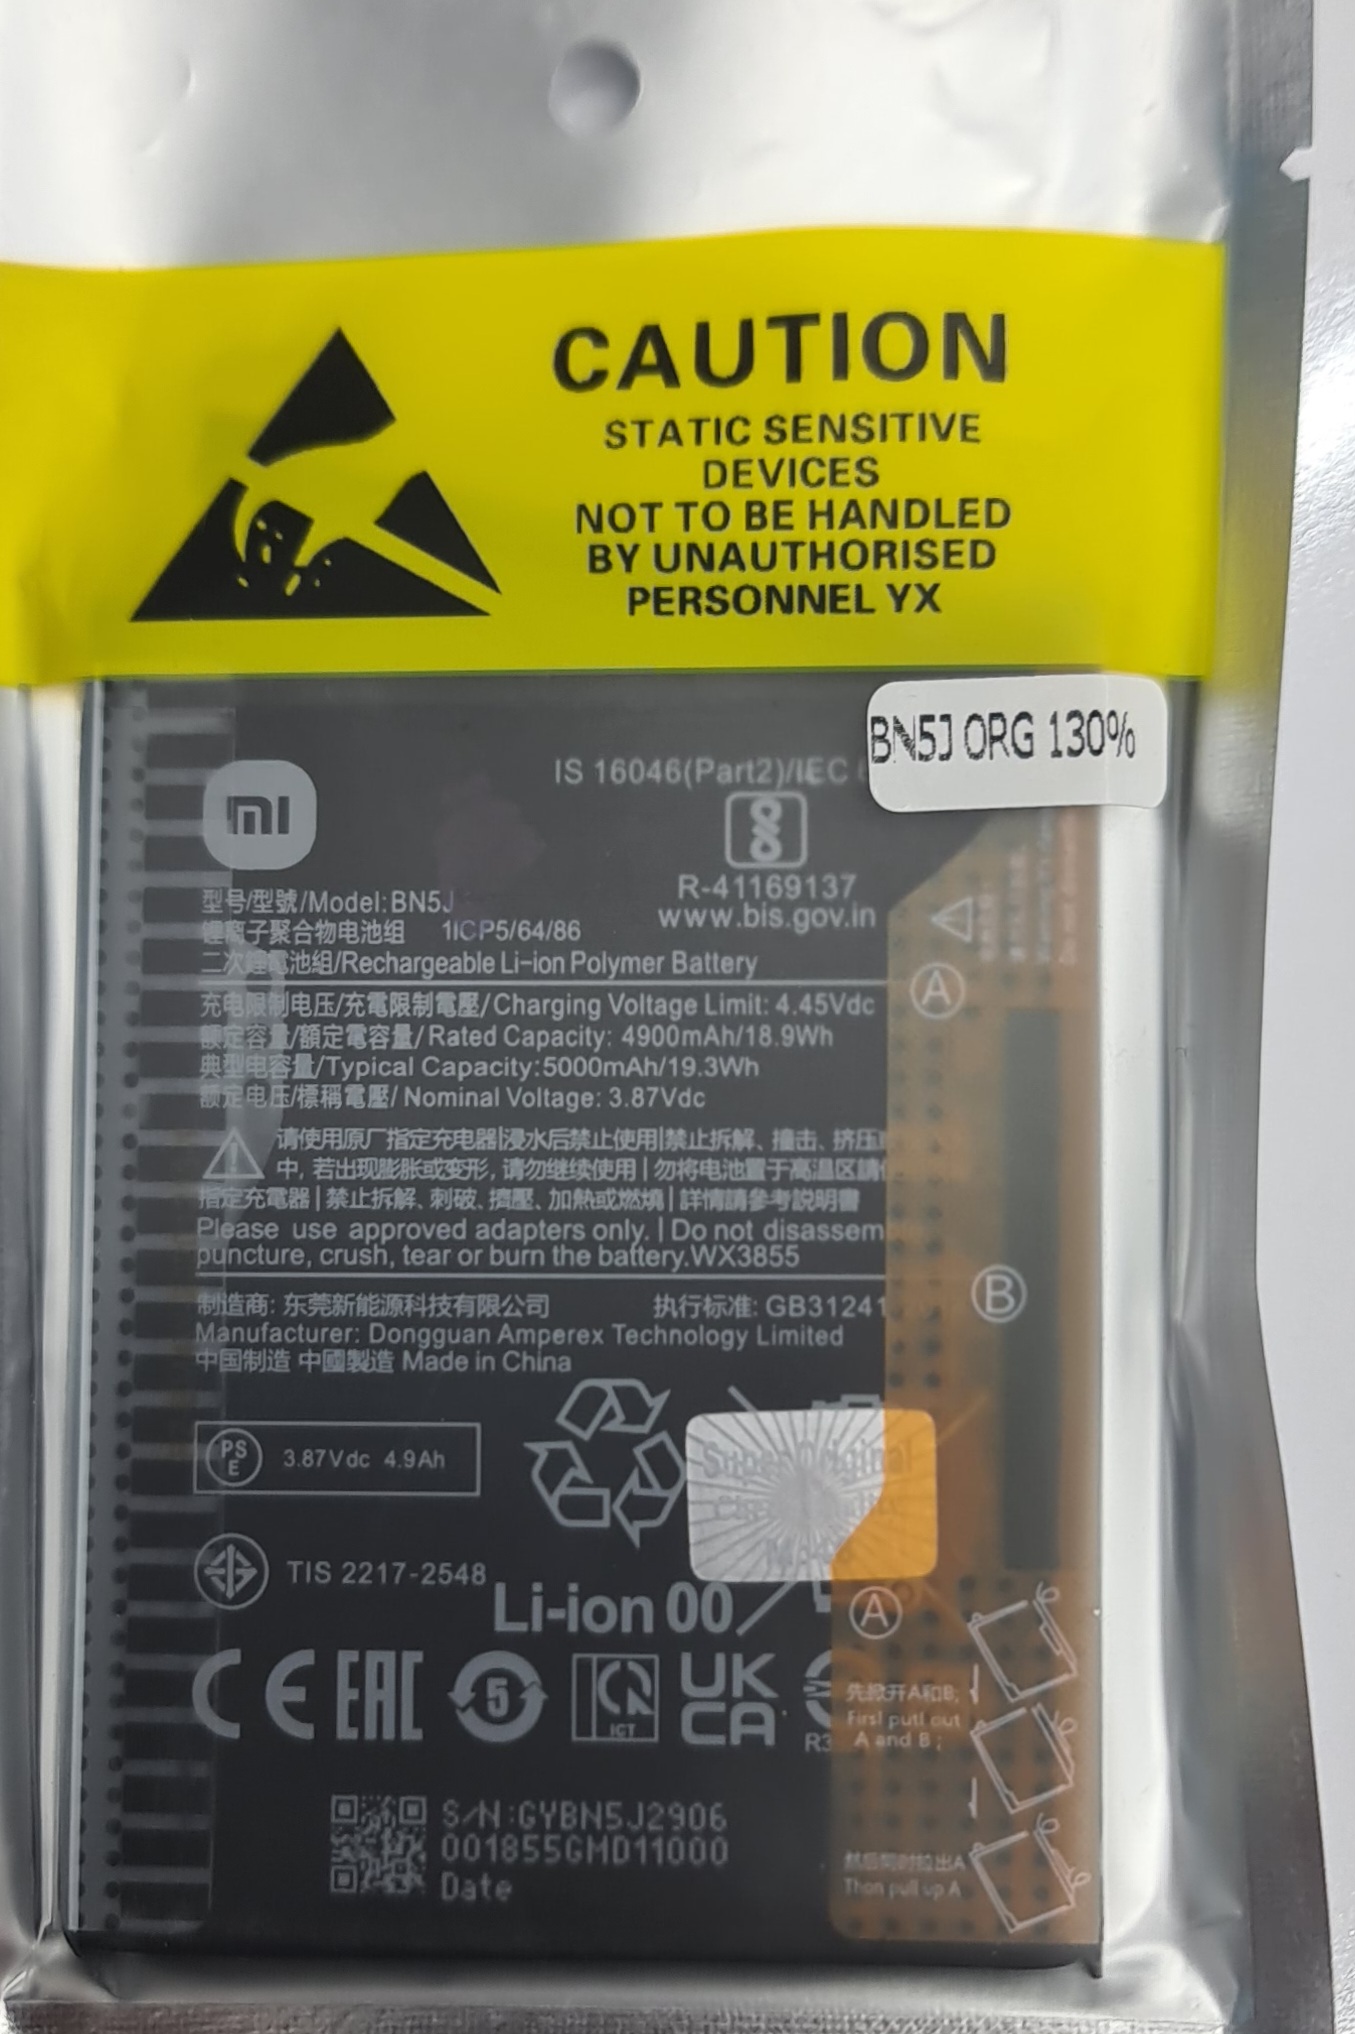 CAUTION
STATIC SENSITIVE
DEVICES
NOT TO BE HANDLED
BY UNAUTHORISED
PERSONNEL YX
BN5J ORG 130%
IS 16046(Part2)/IEC
mi
R-41169137
www.bis.gov.in
型号/型號/Model: BN5J
锂离子聚合物电池组 1ICP5/64/86
二次鋰電池組/Rechargeable Li-ion Polymer Battery
充电限制电压/充電限制電壓/Charging Voltage Limit: 4.45Vdc
额定容量/額定電容量/ Rated Capacity: 4900mAh/18.9Wh
典型电容量/Typical Capacity:5000mAh/19.3Wh
额定电压/標稱電壓/ Nominal Voltage: 3.87Vdc
请使用原厂指定充电器|浸水后禁止使用|禁止拆解、撞击、挤压
中, 若出现膨胀或变形, 请勿继续使用 | 勿将电池置于高温区請
指定充電器 | 禁止拆解、刺破、擠壓、加熱或燃燒 | 詳情請參考説明書
Please use approved adapters only. | Do not disassem
puncture, crush, tear or burn the battery.WX3855
制造商: 东莞新能源科技有限公司 执行标准: GB31241
Manufacturer: Dongguan Amperex Technology Limited
中国制造 中國製造 Made in China
PS
E
3.87Vdc 4.9Ah
Super Original
TIS 2217-2548
Li-ion 00
CE EAC 5 ICT UK
CA R3
S/N:GYBN5J2906
001855GMD11000
Date
A
B
A
先掀开A和B;
First pull out
A and B ;
然后同时拉出A
Then pull up A